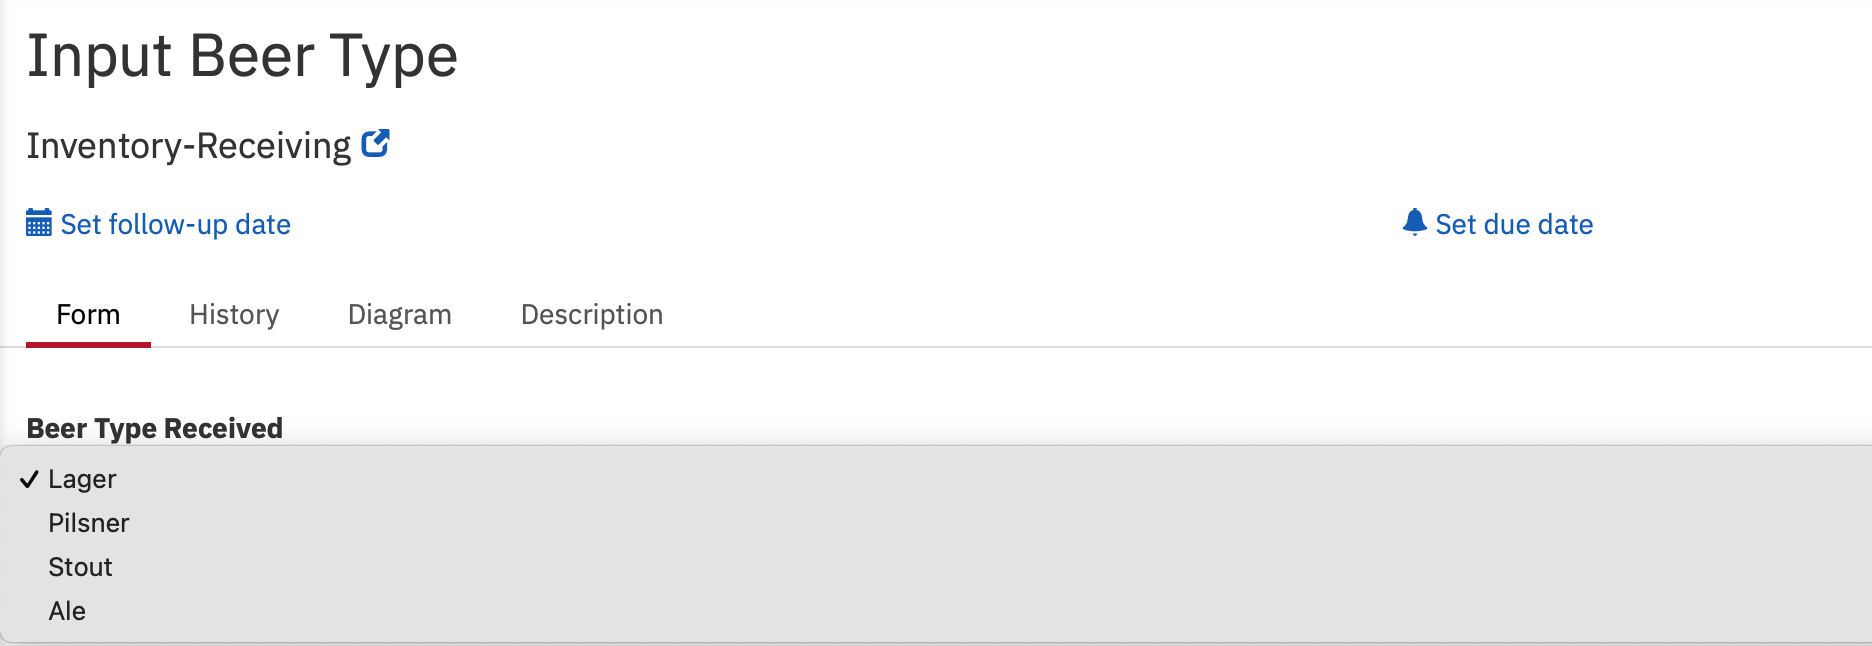 Input Beer Type
Inventory-Receiving
Set follow-up date Set due date
Form History Diagram Description
Beer Type Received
Lager
Pilsner
Stout
Ale